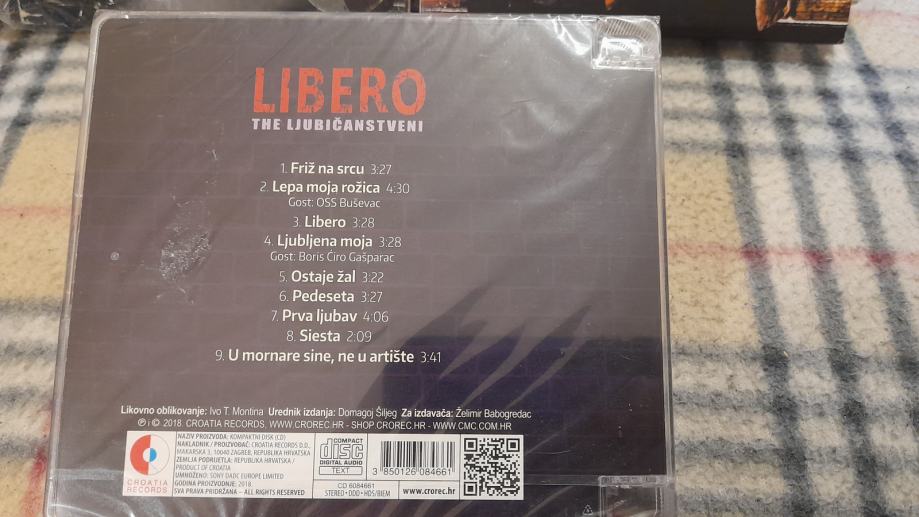 LIBERO
THE LJUBIČANSTVENI
1. Friž na srcu 3:27
2. Lepa moja rožica 4:30
Gost: OSS Buševac
3. Libero 3:28
4. Ljubljena moja 3:28
Gost: Boris Ćiro Gašparac
5. Ostaje žal 3:22
6. Pedeseta 3:27
7. Prva ljubav 4:06
8. Siesta 2:09
9. U mornare sine, ne u artište 3:41
Likovno oblikovanje: Ivo T. Montina Urednik izdanja: Domagoj Šiljeg Za izdavača: Želimir Babogredac
℗ i © 2018. CROATIA RECORDS, WWW.CROREC.HR - SHOP.CROREC.HR - WWW.CMC.COM.HR
CROATIA
RECORDS
NAZIV PROIZVODA: KOMPAKTNI DISK (CD)
NAKLADNIK / PROIZVOĐAČ: CROATIA RECORDS D.D.,
MAKARSKA 3, 10040 ZAGREB, REPUBLIKA HRVATSKA
ZEMLJA PODRIJETLA: REPUBLIKA HRVATSKA /
PRODUCT OF CROATIA
UMNOŽENO: SONY DADC EUROPE LIMITED
GODINA PROIZVODNJE: 2018.
SVA PRAVA PRIDRŽANA – ALL RIGHTS RESERVED
COMPACT
disc
DIGITAL AUDIO
TEXT
CD 6084661
STEREO • DDD • HDS/BIEM
3 850126 084661
www.crorec.hr